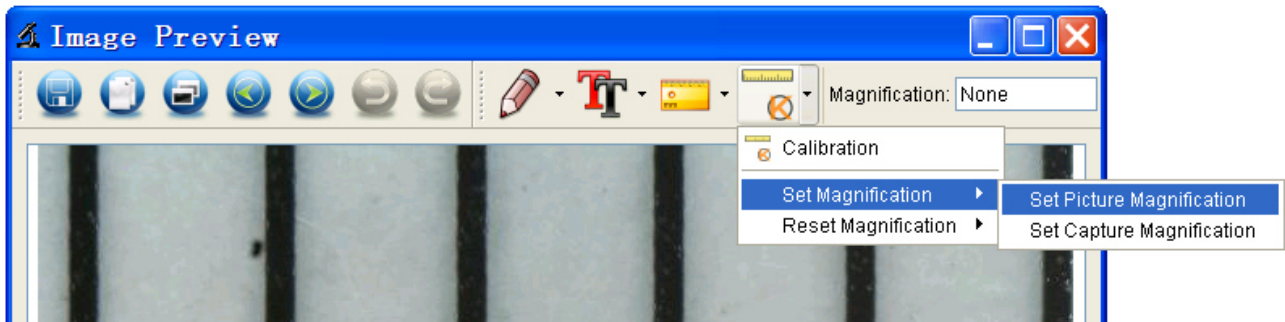 Image Preview
Magnification: None
Calibration
Set Magnification
Reset Magnification
Set Picture Magnification
Set Capture Magnification